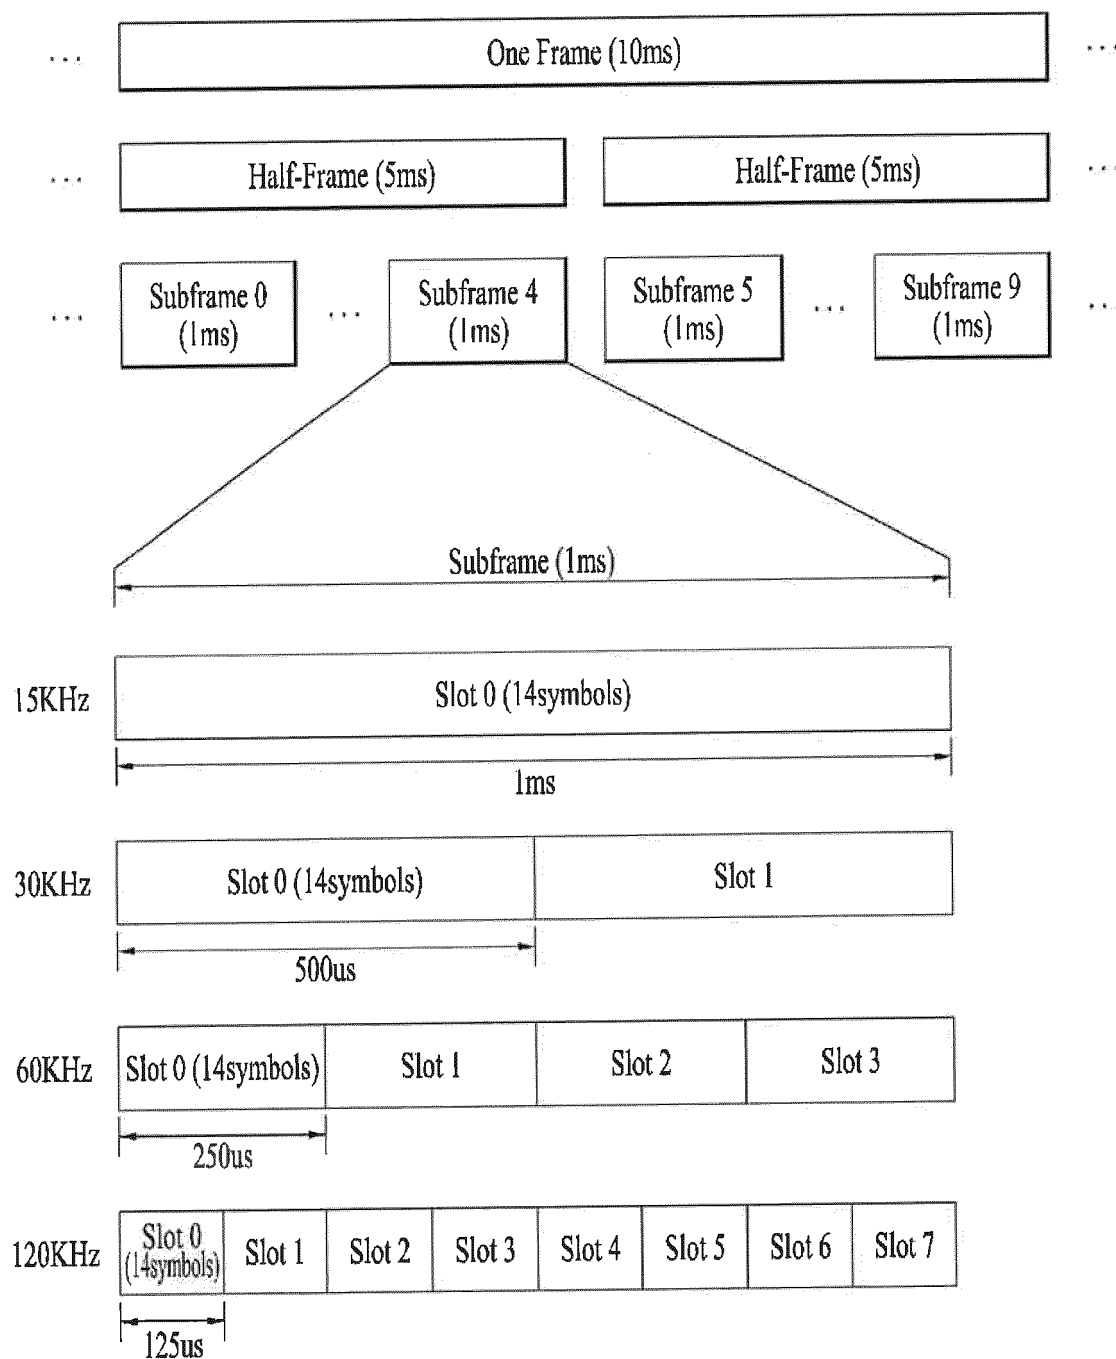 ... One Frame (10ms) ...
... Half-Frame (5ms) Half-Frame (5ms) ...
... Subframe 0 (1ms) ... Subframe 4 (1ms) Subframe 5 (1ms) ... Subframe 9 (1ms) ...
Subframe (1ms)
15KHz Slot 0 (14symbols)
1ms
30KHz Slot 0 (14symbols) Slot 1
500us
60KHz Slot 0 (14symbols) Slot 1 Slot 2 Slot 3
250us
120KHz Slot 0 (14symbols) Slot 1 Slot 2 Slot 3 Slot 4 Slot 5 Slot 6 Slot 7
125us